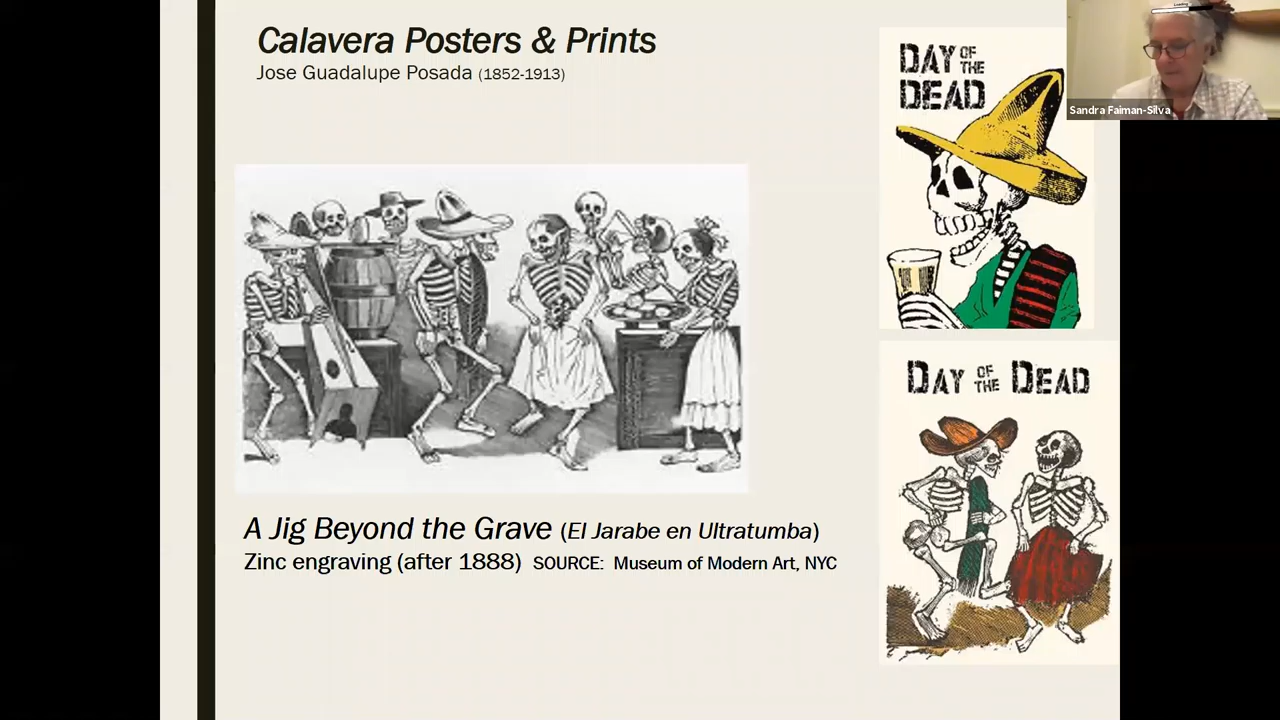 Calavera Posters & Prints
Jose Guadalupe Posada (1852-1913)
DAY OF THE DEAD
Sandra Faiman-Silva
DAY OF THE DEAD
A Jig Beyond the Grave (El Jarabe en Ultratumba)
Zinc engraving (after 1888) SOURCE: Museum of Modern Art, NYC